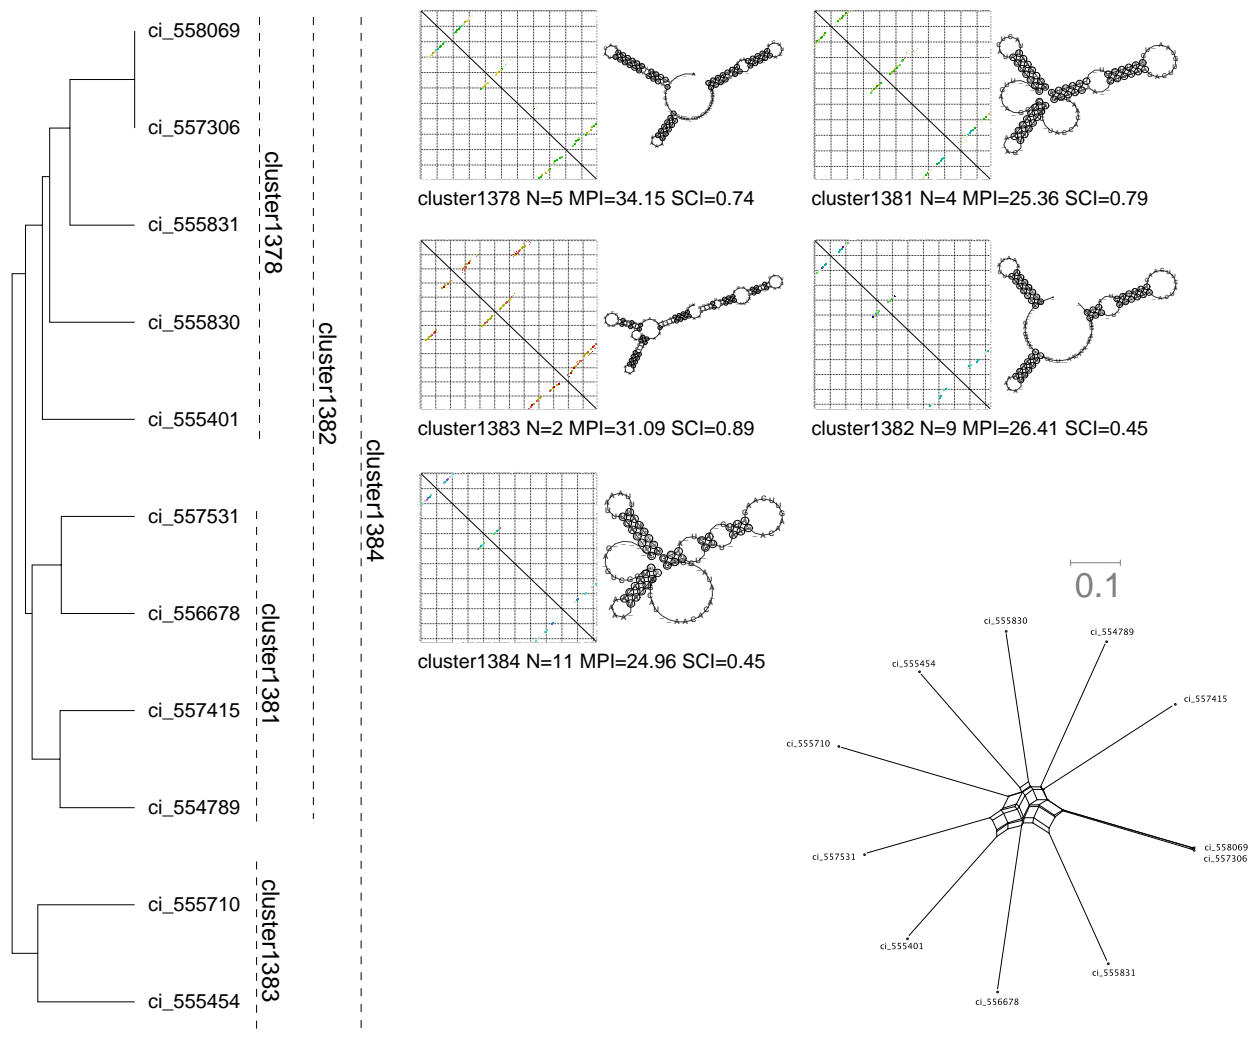 ci_558069
ci_557306
ci_555831
ci_555830
ci_555401
ci_557531
ci_556678
ci_557415
ci_554789
ci_555710
ci_555454
cluster1378
cluster1381
cluster1383
cluster1382
cluster1384
cluster1378 N=5 MPI=34.15 SCI=0.74
cluster1381 N=4 MPI=25.36 SCI=0.79
cluster1383 N=2 MPI=31.09 SCI=0.89
cluster1382 N=9 MPI=26.41 SCI=0.45
cluster1384 N=11 MPI=24.96 SCI=0.45
0.1
ci_555830
ci_554789
ci_555454
ci_557415
ci_555710
ci_558069
ci_557306
ci_557531
ci_555401
ci_555831
ci_556678